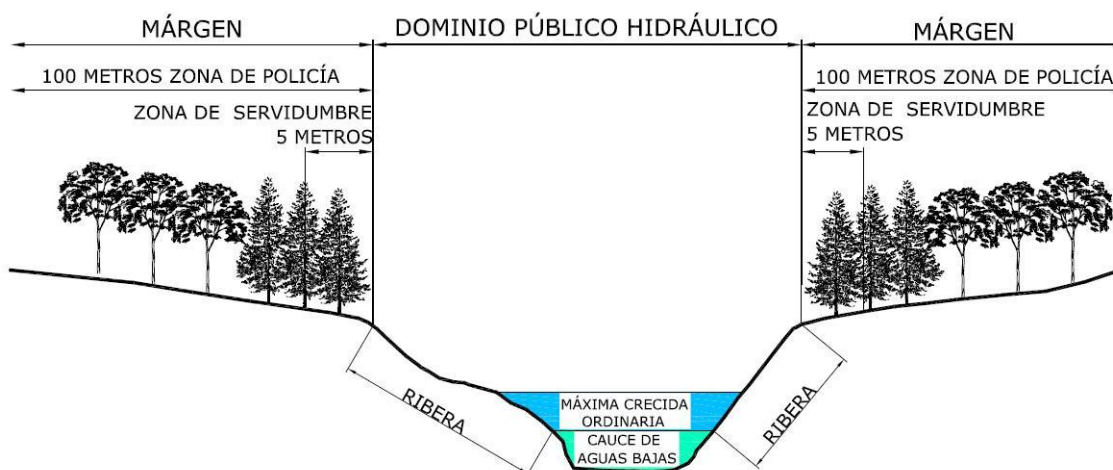 MÁRGEN
DOMINIO PÚBLICO HIDRÁULICO
MÁRGEN
100 METROS ZONA DE POLICÍA
100 METROS ZONA DE POLICÍA
ZONA DE SERVIDUMBRE
5 METROS
ZONA DE SERVIDUMBRE
5 METROS
RIBERA
MÁXIMA CRECIDA
ORDINARIA
CAUCE DE
AGUAS BAJAS
RIBERA